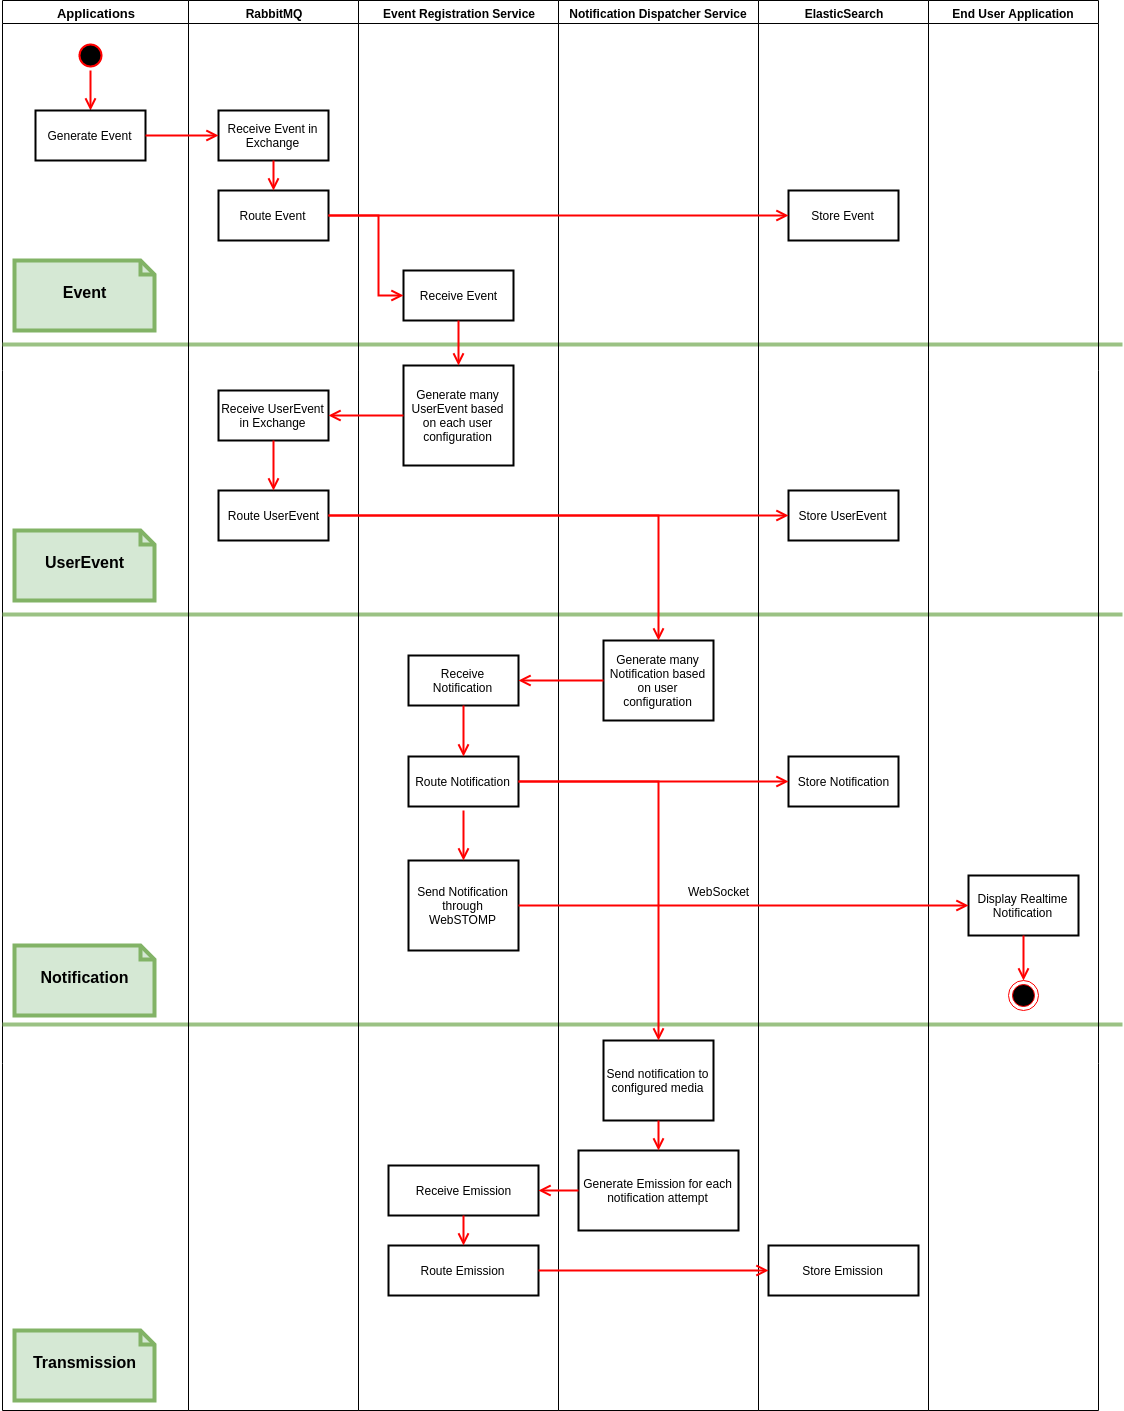 Applications
RabbitMQ
Event Registration Service
Notification Dispatcher Service
ElasticSearch
End User Application
Generate Event
Receive Event in
Exchange
Route Event
Store Event
Event
Receive Event
Generate many
UserEvent based
on each user
configuration
Receive UserEvent
in Exchange
Route UserEvent
Store UserEvent
UserEvent
Generate many
Notification based
on user
configuration
Receive
Notification
Route Notification
Store Notification
Send Notification
through
WebSTOMP
WebSocket
Display Realtime
Notification
Notification
Send notification to
configured media
Generate Emission for each
notification attempt
Receive Emission
Route Emission
Store Emission
Transmission